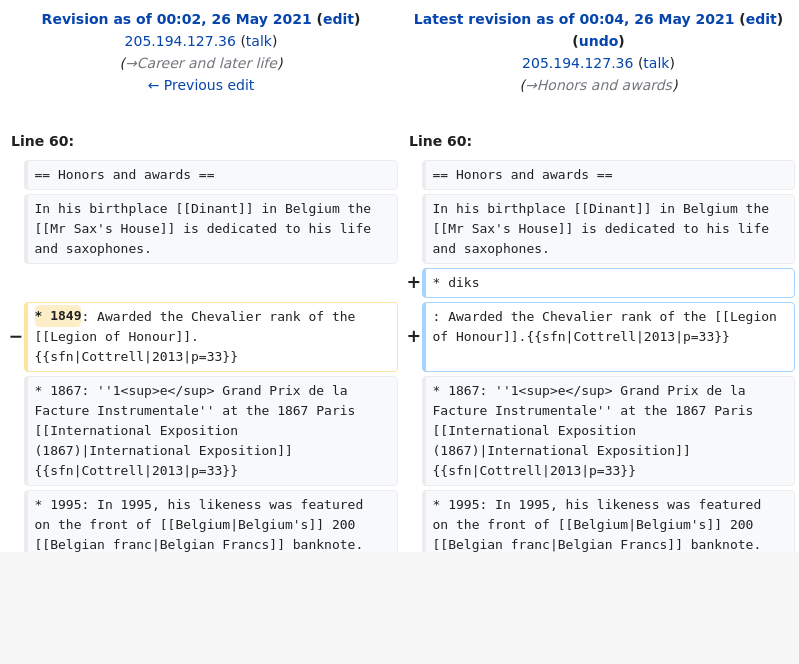 Revision as of 00:02, 26 May 2021 (edit)
205.194.127.36 (talk)
(→Career and later life)
← Previous edit
Latest revision as of 00:04, 26 May 2021 (edit)
(undo)
205.194.127.36 (talk)
(→Honors and awards)
Line 60:
Line 60:
== Honors and awards ==
== Honors and awards ==
In his birthplace [[Dinant]] in Belgium the
[[Mr Sax's House]] is dedicated to his life
and saxophones.
In his birthplace [[Dinant]] in Belgium the
[[Mr Sax's House]] is dedicated to his life
and saxophones.
+
* diks
−
* 1849: Awarded the Chevalier rank of the
[[Legion of Honour]].
{{sfn|Cottrell|2013|p=33}}
+
: Awarded the Chevalier rank of the [[Legion
of Honour]].{{sfn|Cottrell|2013|p=33}}
* 1867: ''1<sup>e</sup> Grand Prix de la
Facture Instrumentale'' at the 1867 Paris
[[International Exposition
(1867)|International Exposition]]
{{sfn|Cottrell|2013|p=33}}
* 1867: ''1<sup>e</sup> Grand Prix de la
Facture Instrumentale'' at the 1867 Paris
[[International Exposition
(1867)|International Exposition]]
{{sfn|Cottrell|2013|p=33}}
* 1995: In 1995, his likeness was featured
on the front of [[Belgium|Belgium's]] 200
[[Belgian franc|Belgian Francs]] banknote.
* 1995: In 1995, his likeness was featured
on the front of [[Belgium|Belgium's]] 200
[[Belgian franc|Belgian Francs]] banknote.